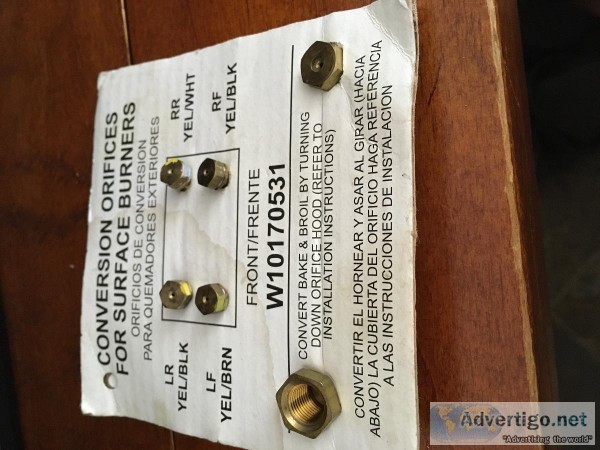 CONVERSION ORIFICES
FOR SURFACE BURNERS
ORIFICIOS DE CONVERSION
PARA QUEMADORES EXTERIORES
LR
YEL/BLK
RR
YEL/WHT
LF
YEL/BRN
RF
YEL/BLK
FRONT/FRENTE
W10170531
CONVERT BAKE & BROIL BY TURNING
DOWN ORIFICE HOOD (REFER TO
INSTALLATION INSTRUCTIONS)
CONVERTIR EL HORNEAR Y ASAR AL GIRAR (HACIA
ABAJO) LA CUBIERTA DEL ORIFICIO HAGA REFERENCIA
A LAS INSTRUCCIONES DE INSTALACION
Advertigo.net
"Advertising the world"